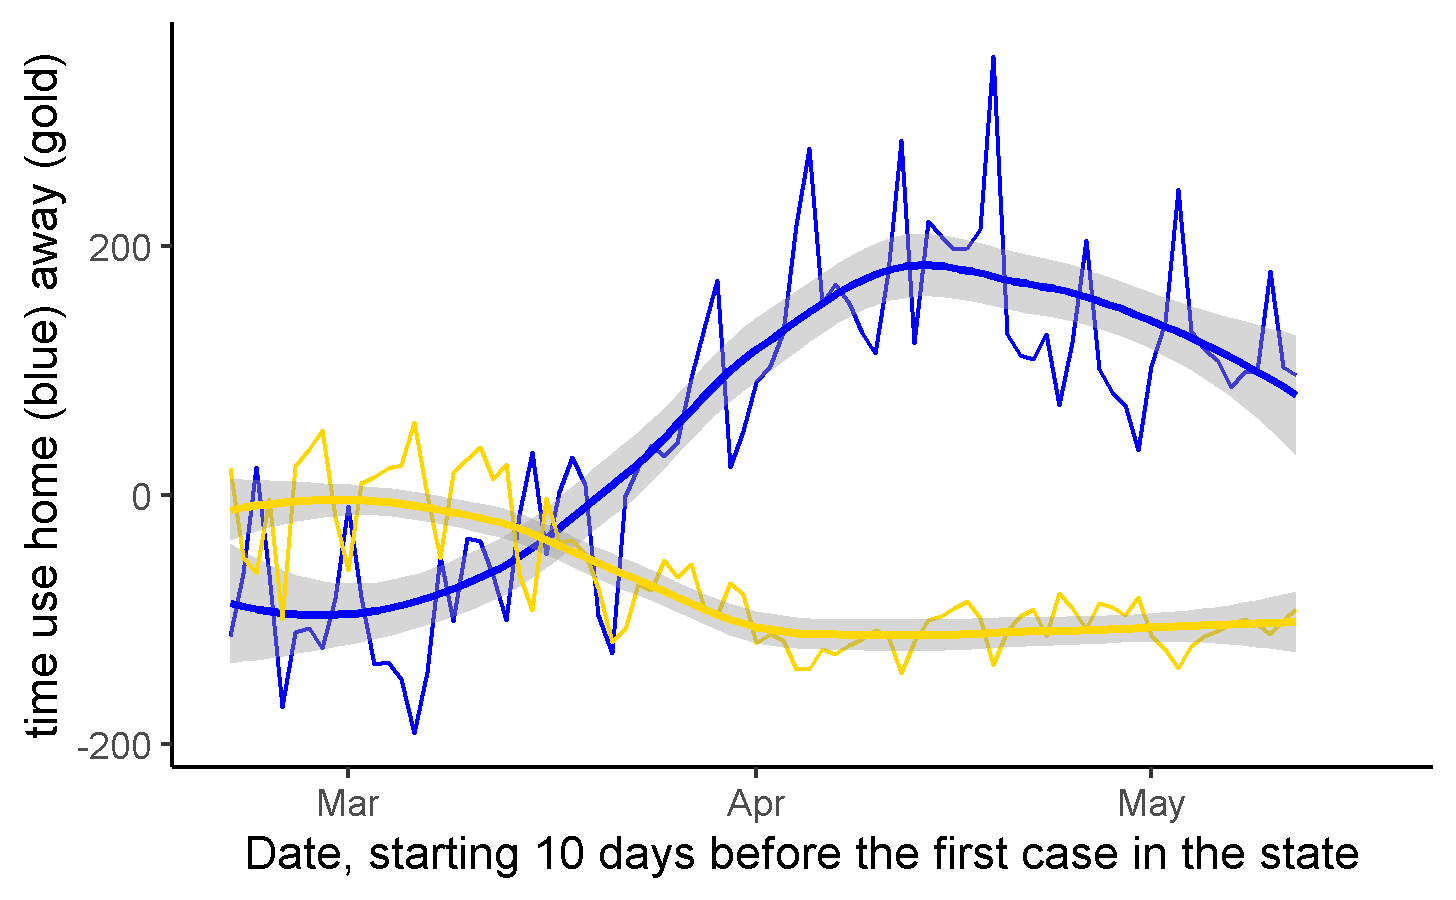 time use home (blue) away (gold)
200
0
-200
Mar
Apr
May
Date, starting 10 days before the first case in the state